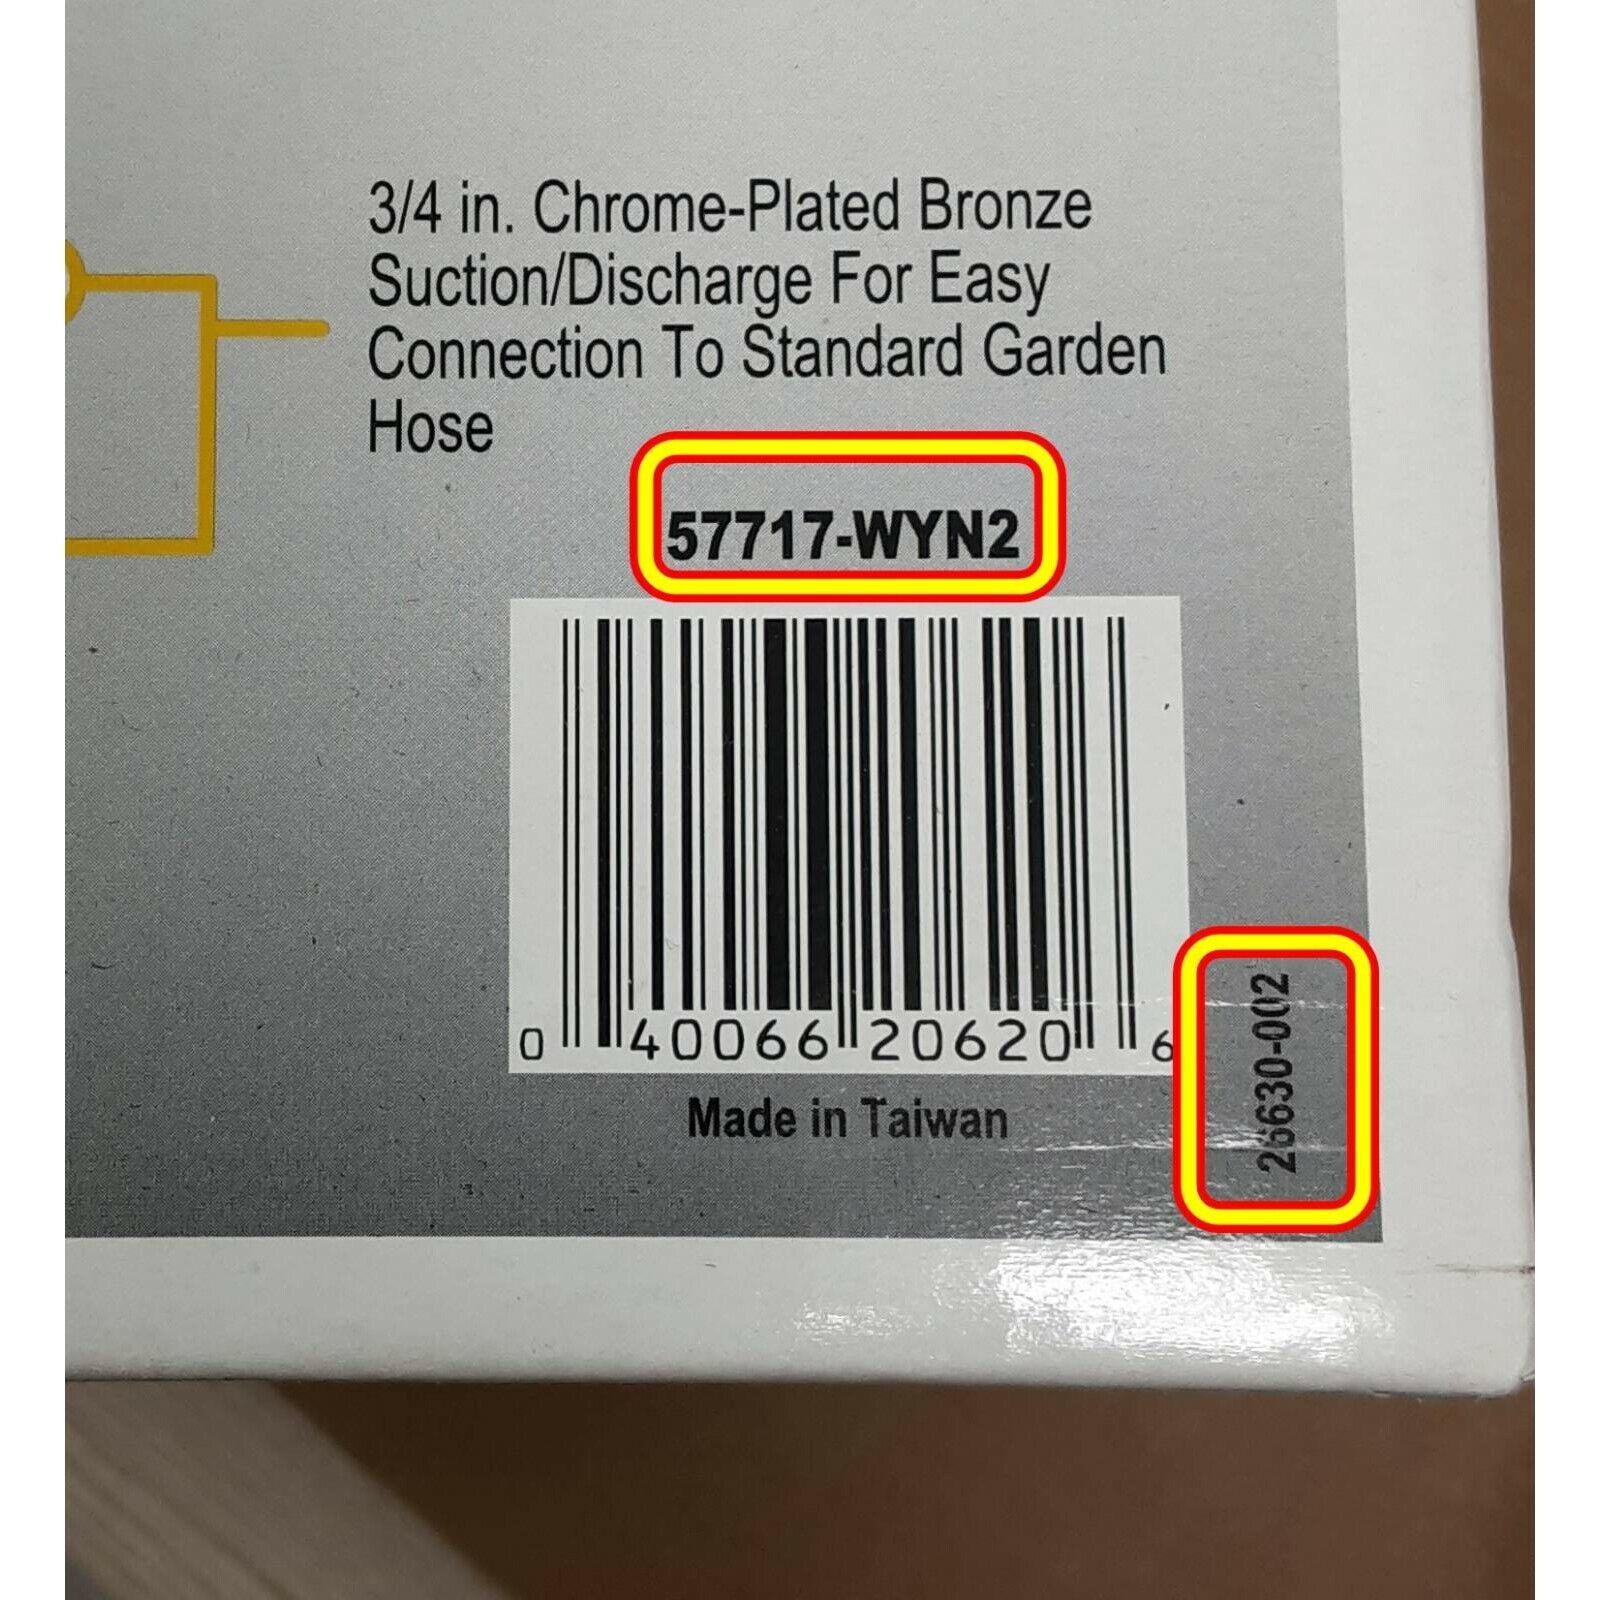 3/4 in. Chrome-Plated Bronze
Suction/Discharge For Easy
Connection To Standard Garden
Hose
57717-WYN2
0 40066 20620 6
Made in Taiwan
26630-002